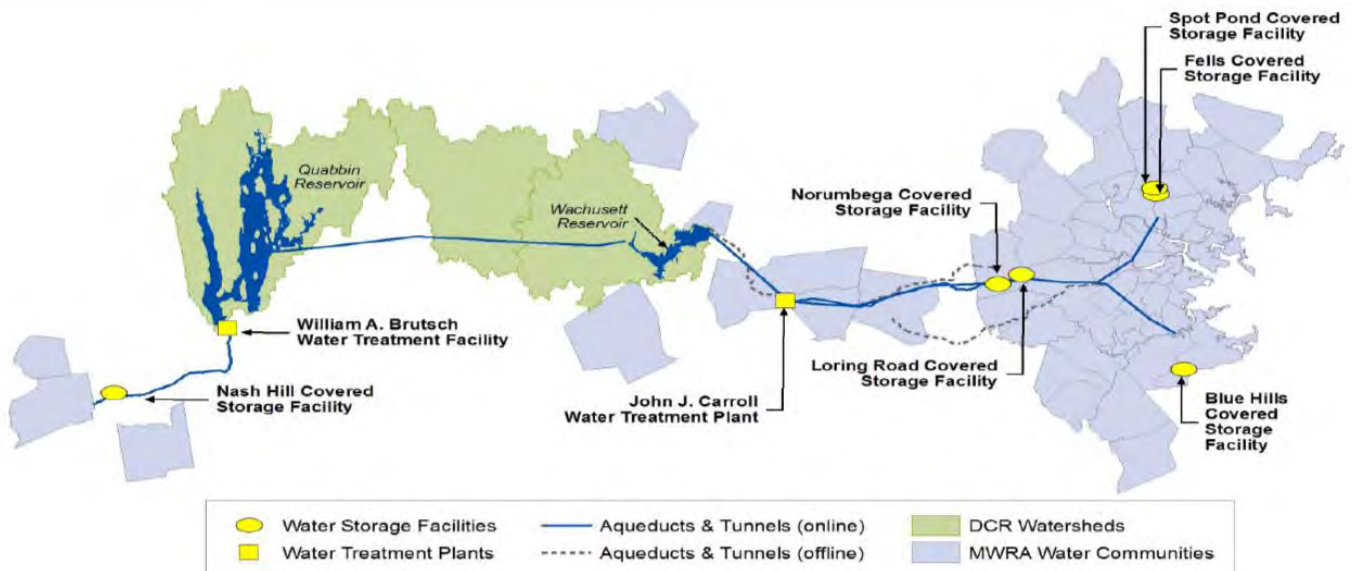 Spot Pond Covered
Storage Facility
Fells Covered
Storage Facility
Quabbin
Reservoir
Wachusett
Reservoir
Norumbega Covered
Storage Facility
William A. Brutsch
Water Treatment Facility
Nash Hill Covered
Storage Facility
John J. Carroll
Water Treatment Plant
Loring Road Covered
Storage Facility
Blue Hills
Covered
Storage
Facility
Water Storage Facilities
Aqueducts & Tunnels (online)
DCR Watersheds
Water Treatment Plants
Aqueducts & Tunnels (offline)
MWRA Water Communities